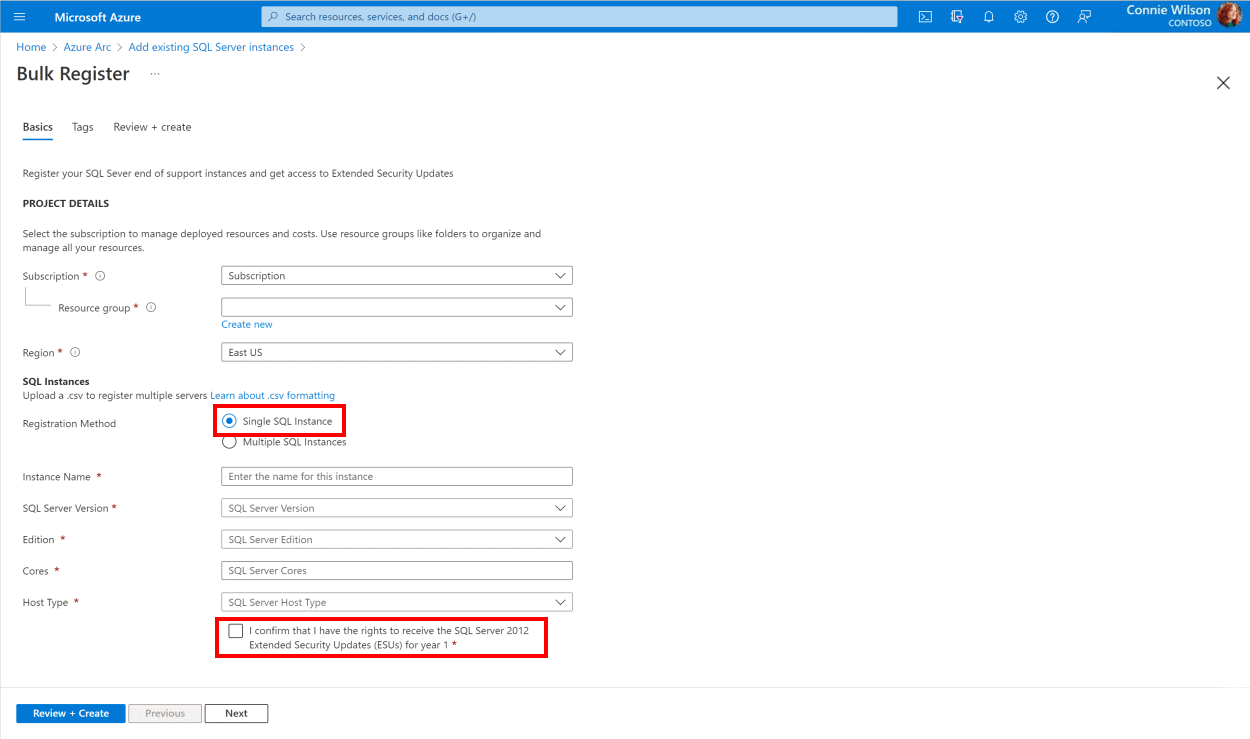 Microsoft Azure
Search resources, services, and docs (G+/)
Connie Wilson
CONTOSO
Home > Azure Arc > Add existing SQL Server instances >
Bulk Register ...
Basics Tags Review + create
Register your SQL Sever end of support instances and get access to Extended Security Updates
PROJECT DETAILS
Select the subscription to manage deployed resources and costs. Use resource groups like folders to organize and
manage all your resources.
Subscription * Subscription
Resource group *
Create new
Region * East US
SQL Instances
Upload a .csv to register multiple servers Learn about .csv formatting
Registration Method Single SQL Instance
Multiple SQL Instances
Instance Name * Enter the name for this instance
SQL Server Version * SQL Server Version
Edition * SQL Server Edition
Cores * SQL Server Cores
Host Type * SQL Server Host Type
I confirm that I have the rights to receive the SQL Server 2012
Extended Security Updates (ESUs) for year 1 *
Review + Create Previous Next